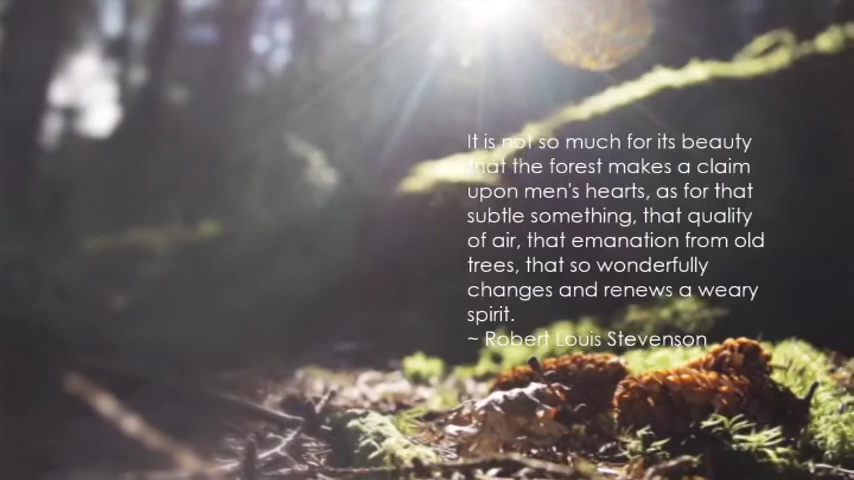 It is not so much for its beauty
that the forest makes a claim
upon men's hearts, as for that
subtle something, that quality
of air, that emanation from old
trees, that so wonderfully
changes and renews a weary
spirit.
~ Robert Louis Stevenson